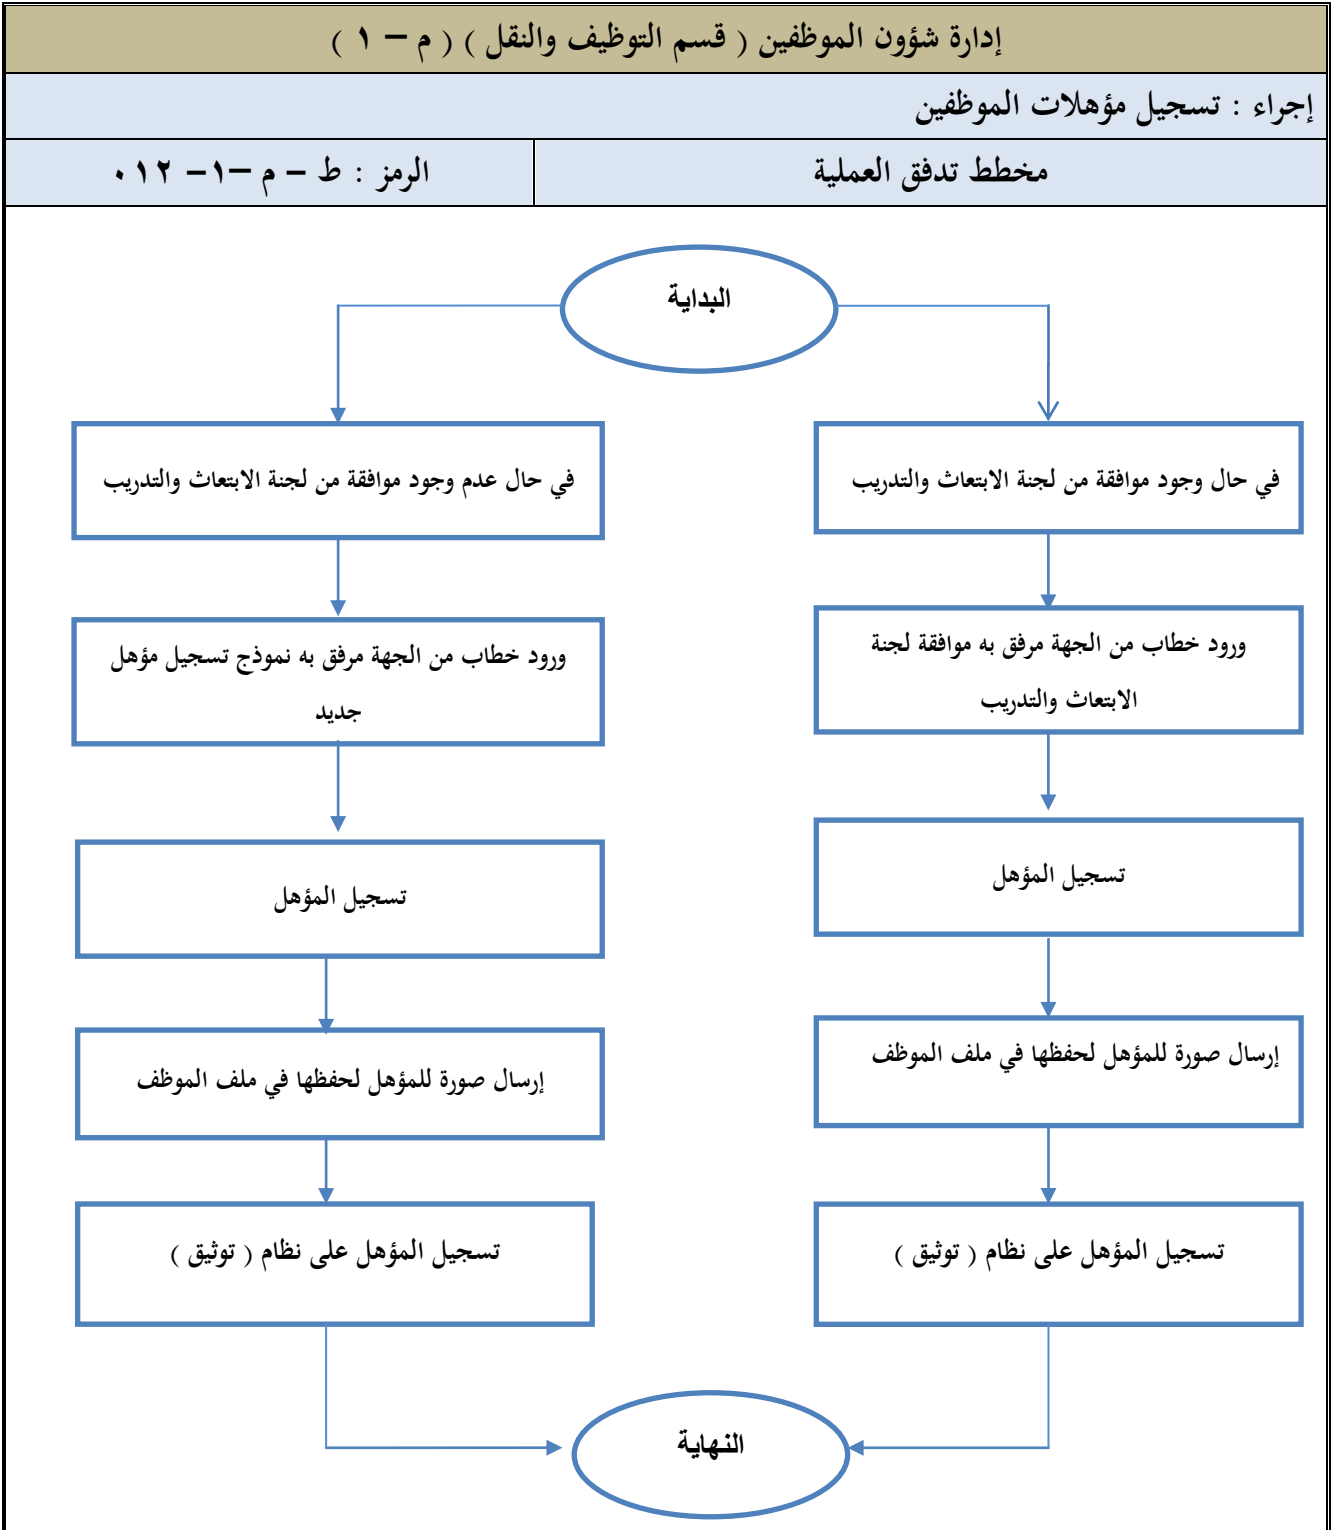 إدارة شؤون الموظفين ( قسم التوظيف والنقل ) ( م – ١ )
إجراء : تسجيل مؤهلات الموظفين
مخطط تدفق العملية
الرمز : ط – م –١– ٠١٢
البداية
في حال وجود موافقة من لجنة الابتعاث والتدريب
ورود خطاب من الجهة مرفق به موافقة لجنة
الابتعاث والتدريب
تسجيل المؤهل
إرسال صورة للمؤهل لحفظها في ملف الموظف
تسجيل المؤهل على نظام ( توثيق )
في حال عدم وجود موافقة من لجنة الابتعاث والتدريب
ورود خطاب من الجهة مرفق به نموذج تسجيل مؤهل
جديد
تسجيل المؤهل
إرسال صورة للمؤهل لحفظها في ملف الموظف
تسجيل المؤهل على نظام ( توثيق )
النهاية